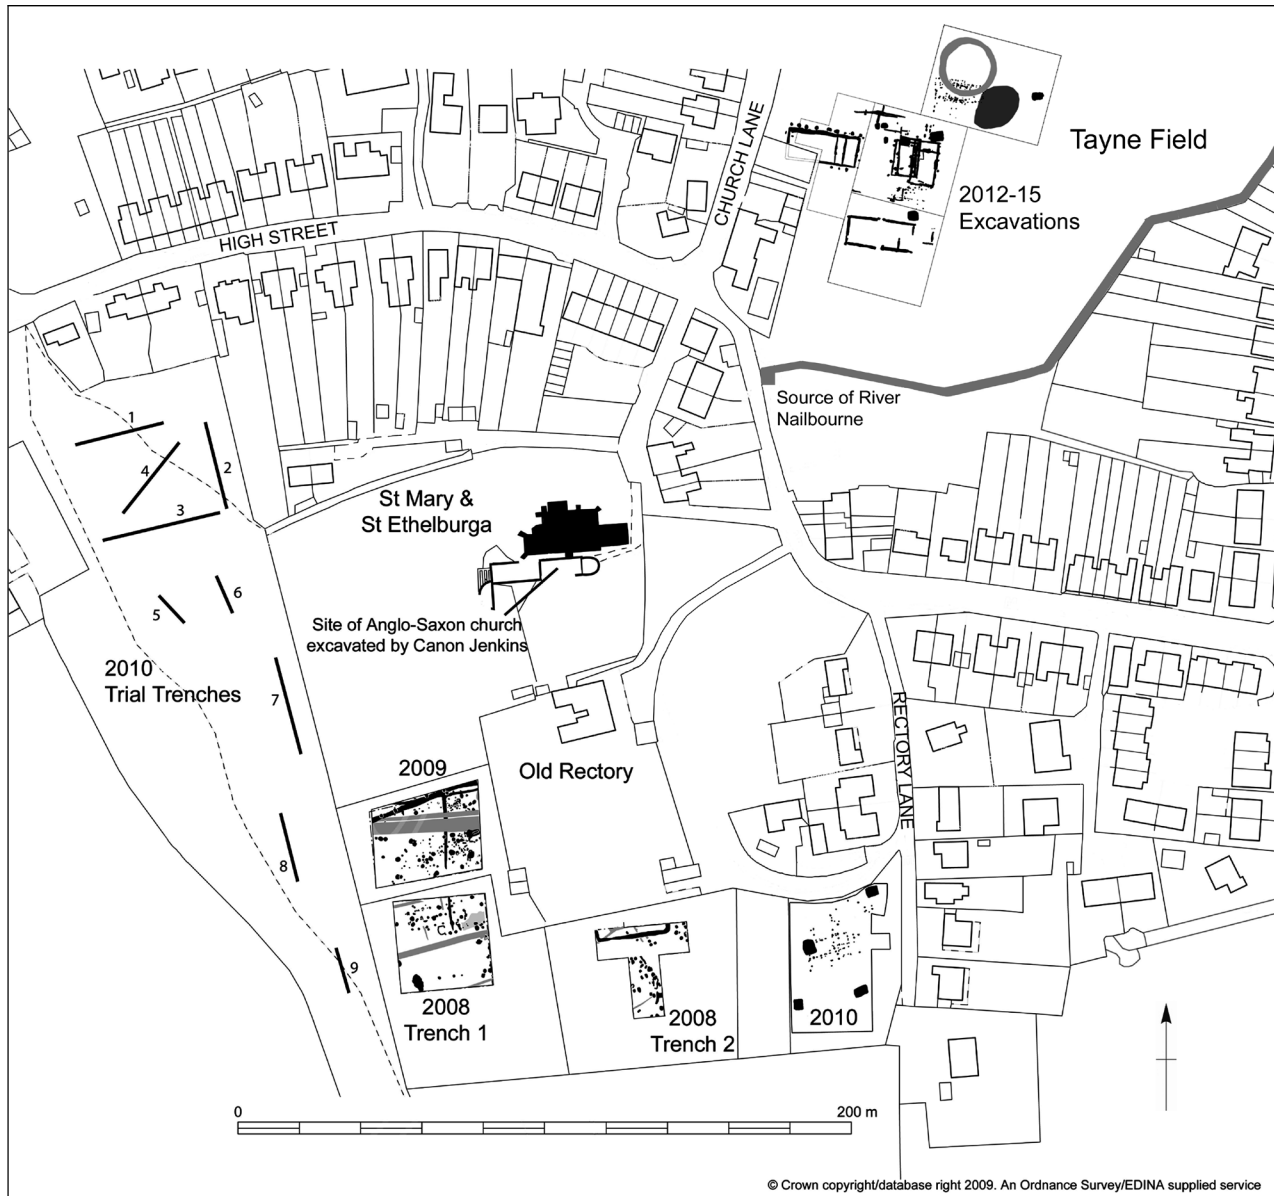 Tayne Field
2012-15
Excavations
CHURCH LANE
HIGH STREET
Source of River
Nailbourne
1
4
2
3
St Mary &
St Ethelburga
5
6
Site of Anglo-Saxon church
excavated by Canon Jenkins
2010
Trial Trenches
7
RECTORY LANE
2009
Old Rectory
8
9
2008
Trench 1
2008
Trench 2
2010
0
200 m
© Crown copyright/database right 2009. An Ordnance Survey/EDINA supplied service